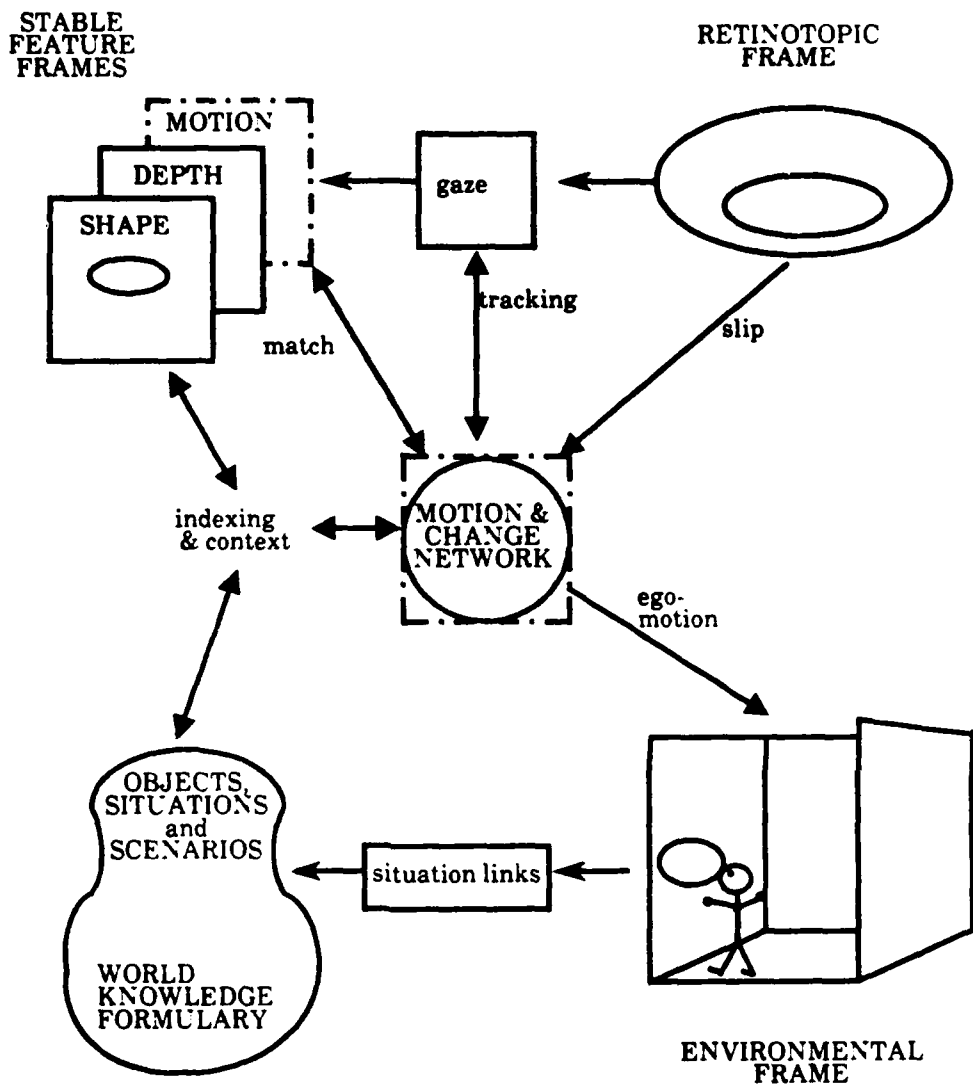 STABLE
FEATURE
FRAMES
RETINOTOPIC
FRAME
MOTION
DEPTH
SHAPE
gaze
tracking
match
slip
indexing
& context
MOTION &
CHANGE
NETWORK
ego-
motion
OBJECTS,
SITUATIONS
and
SCENARIOS
situation links
WORLD
KNOWLEDGE
FORMULARY
ENVIRONMENTAL
FRAME